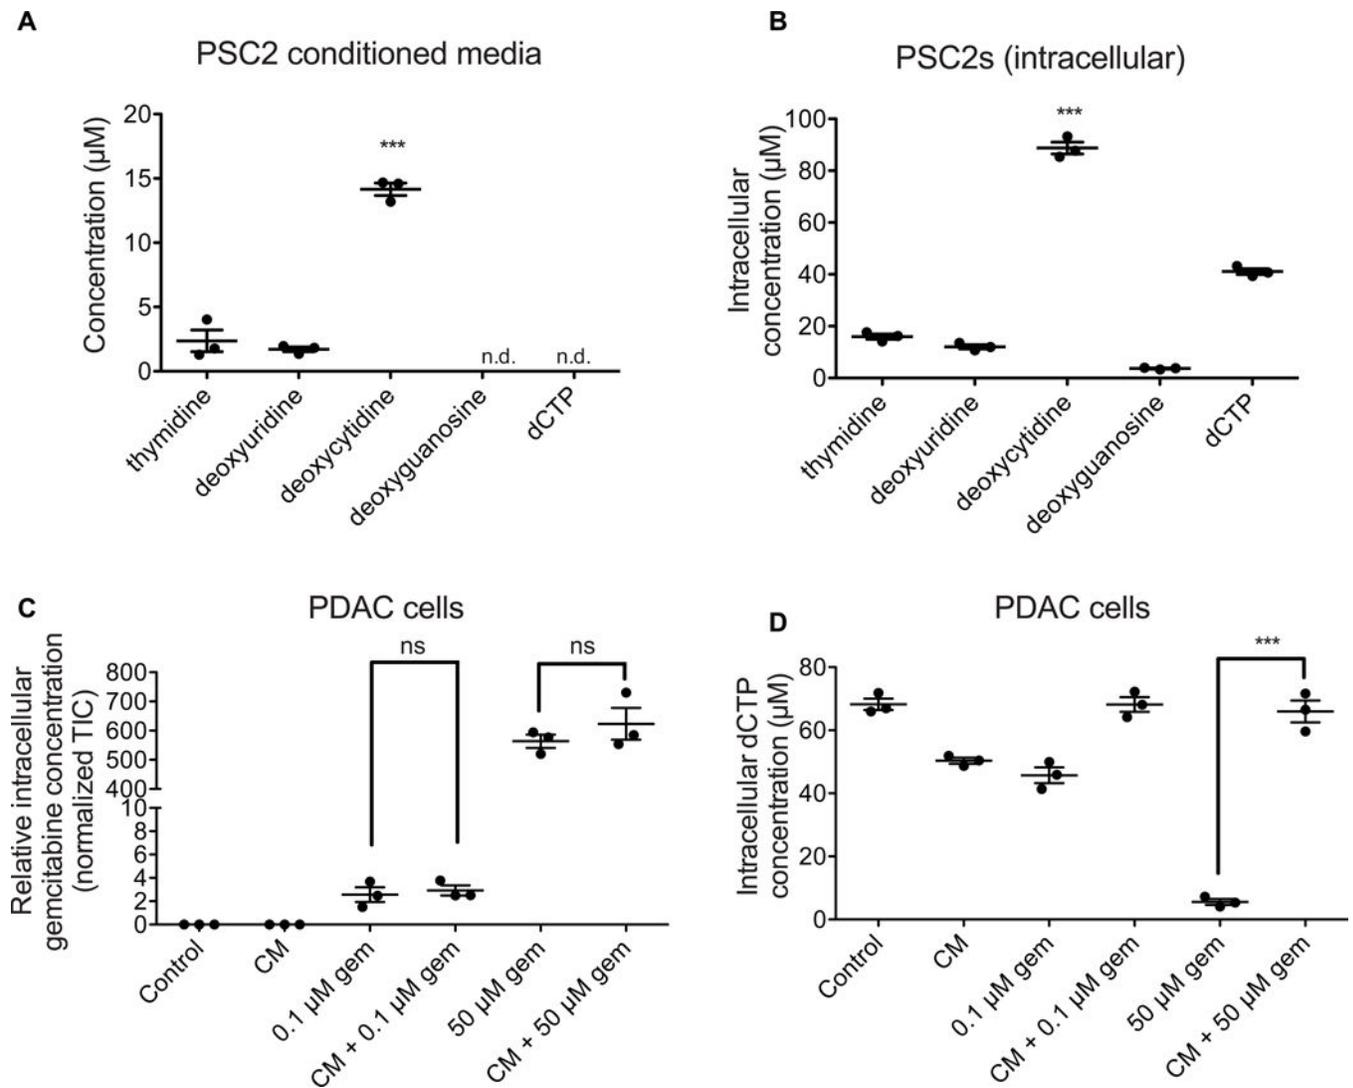 A
PSC2 conditioned media
Concentration (µM)
20
15
10
5
0
***
n.d.
n.d.
thymidine
deoxyuridine
deoxycytidine
deoxyguanosine
dCTP
B
PSC2s (intracellular)
Intracellular
concentration (µM)
100
80
60
40
20
0
***
thymidine
deoxyuridine
deoxycytidine
deoxyguanosine
dCTP
C
PDAC cells
Relative intracellular
gemcitabine concentration
(normalized TIC)
800
700
600
500
400
10
8
6
4
2
0
ns
ns
Control
CM
0.1 µM gem
CM + 0.1 µM gem
50 µM gem
CM + 50 µM gem
D
PDAC cells
Intracellular dCTP
concentration (µM)
80
60
40
20
0
***
Control
CM
0.1 µM gem
CM + 0.1 µM gem
50 µM gem
CM + 50 µM gem